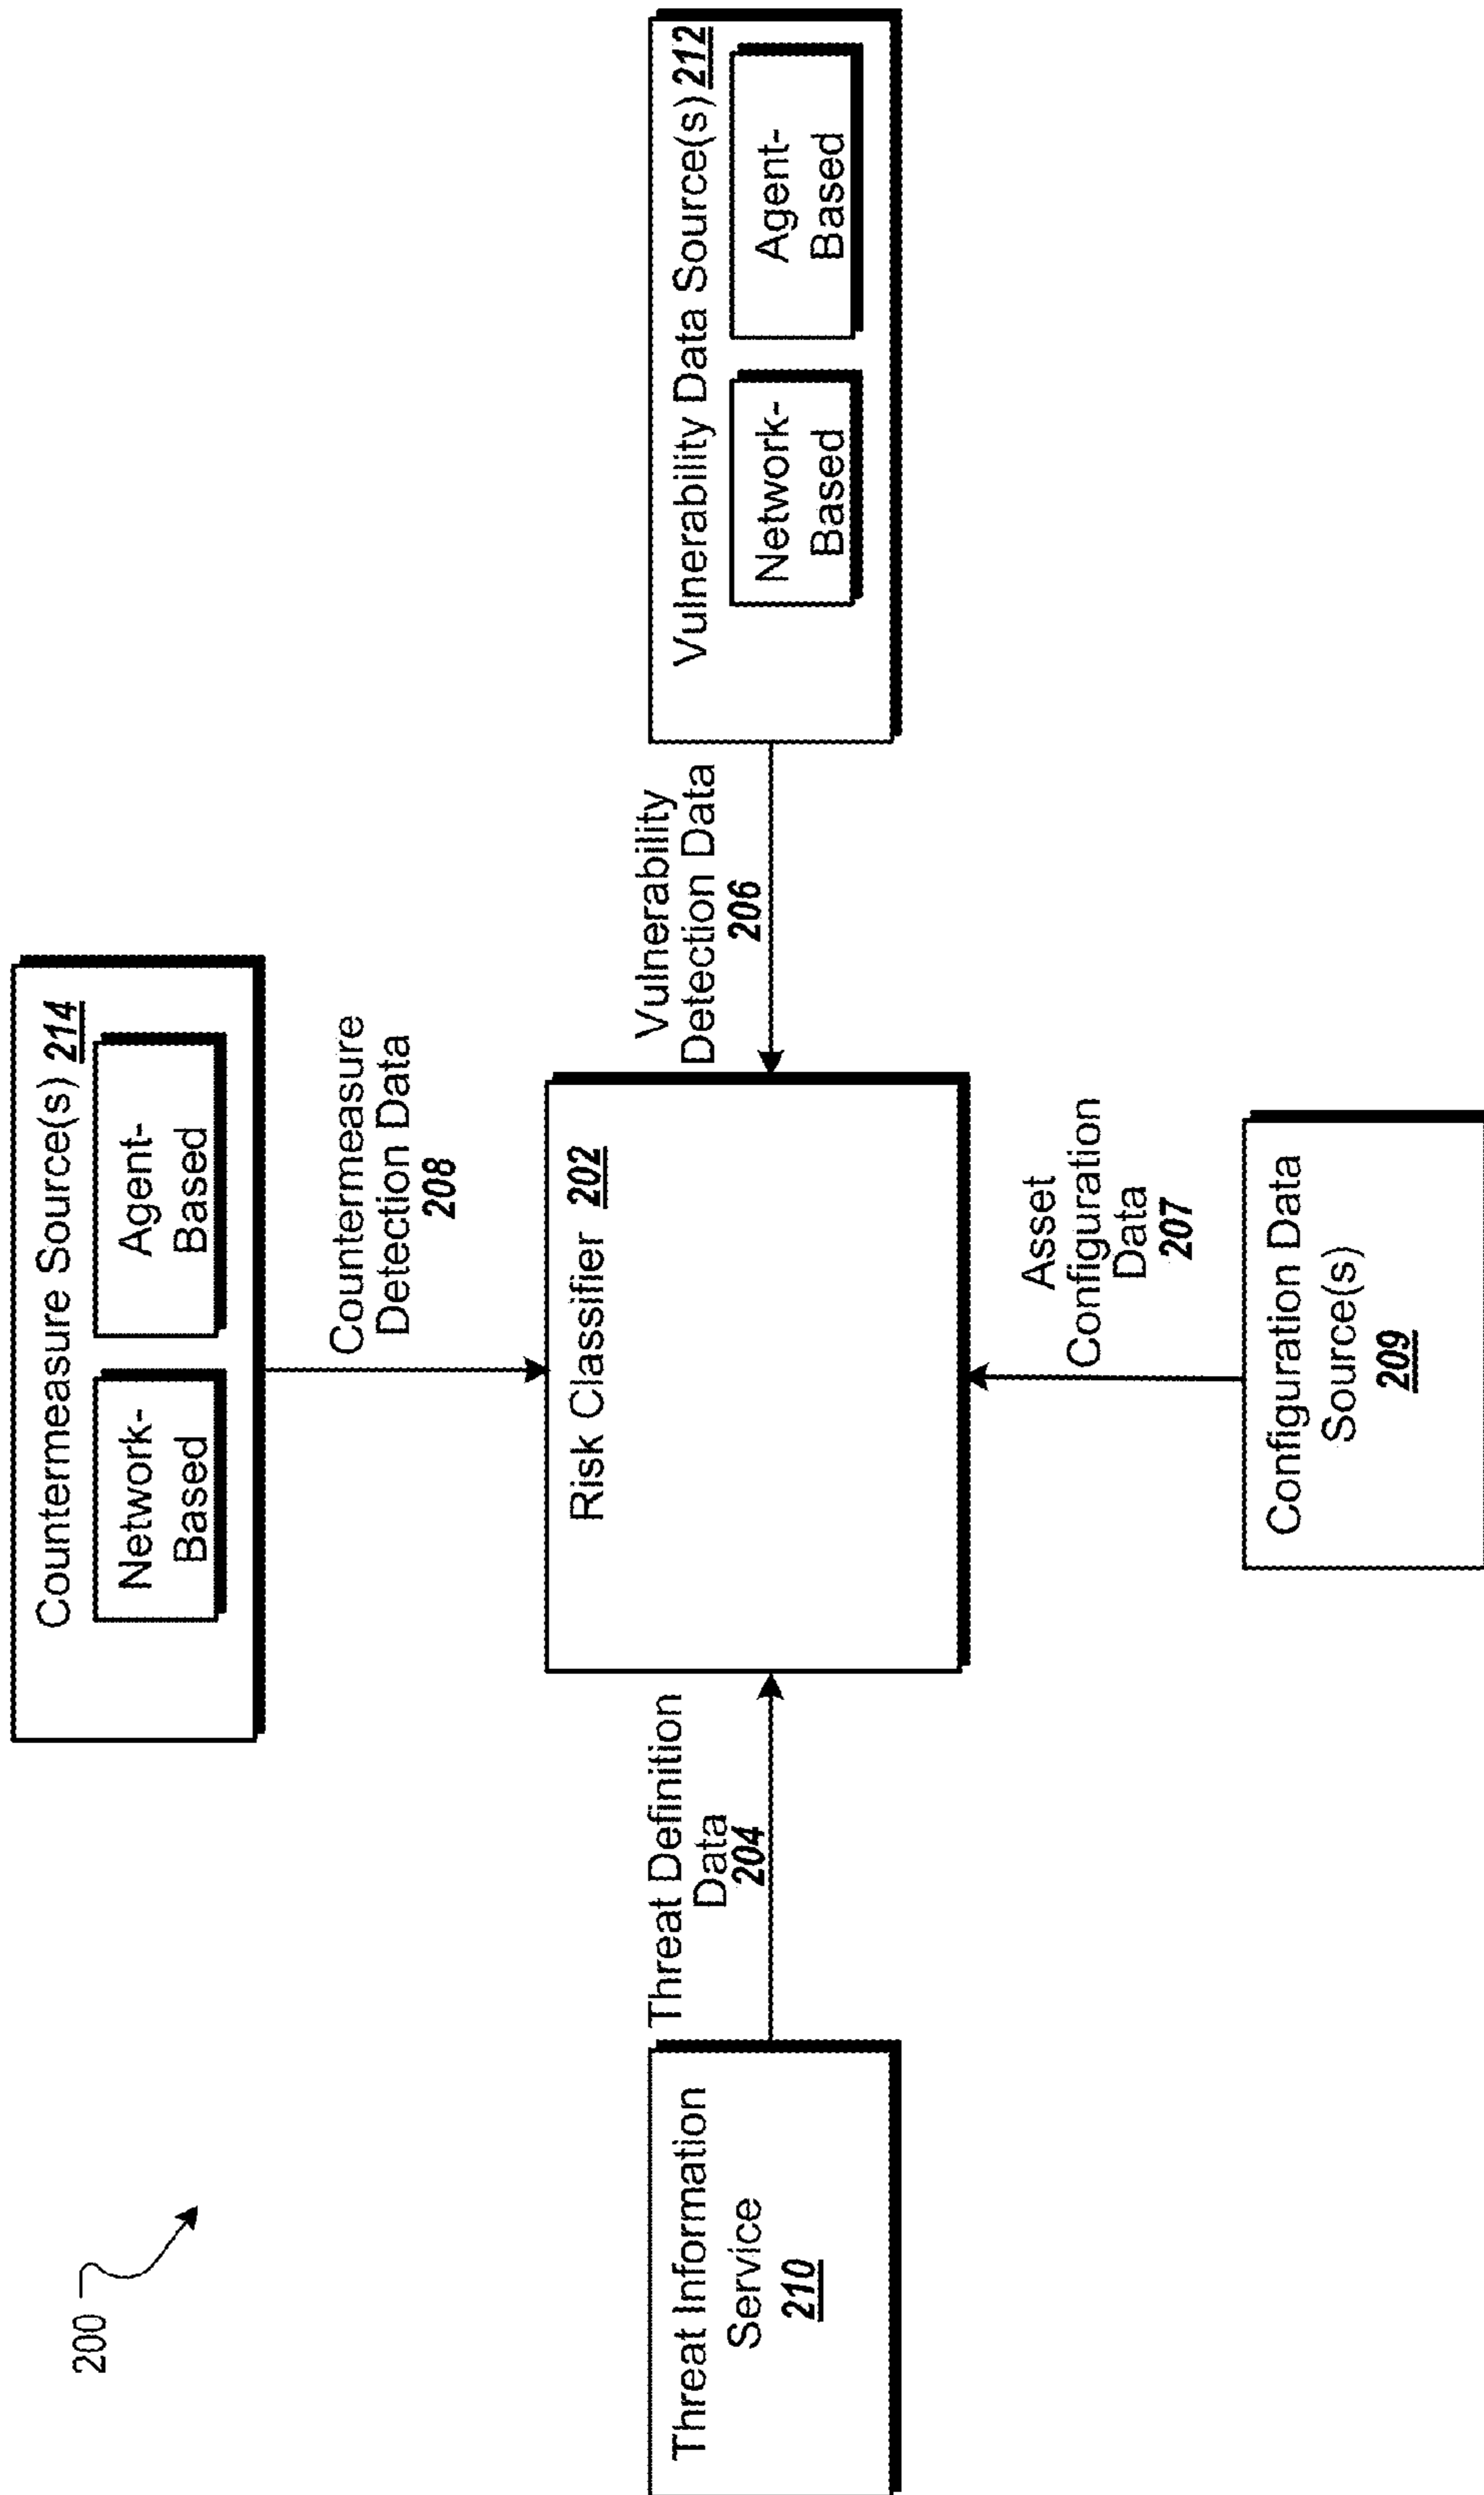 200
Countermeasure Source(s) 214
Network-
Based
Agent-
Based
Countermeasure
Detection Data
208
Threat Information
Service
210
Threat Definition
Data
204
Risk Classifier 202
Vulnerability
Detection Data
206
Vulnerability Data Source(s) 212
Network-
Based
Agent-
Based
Asset
Configuration
Data
207
Configuration Data
Source(s)
209